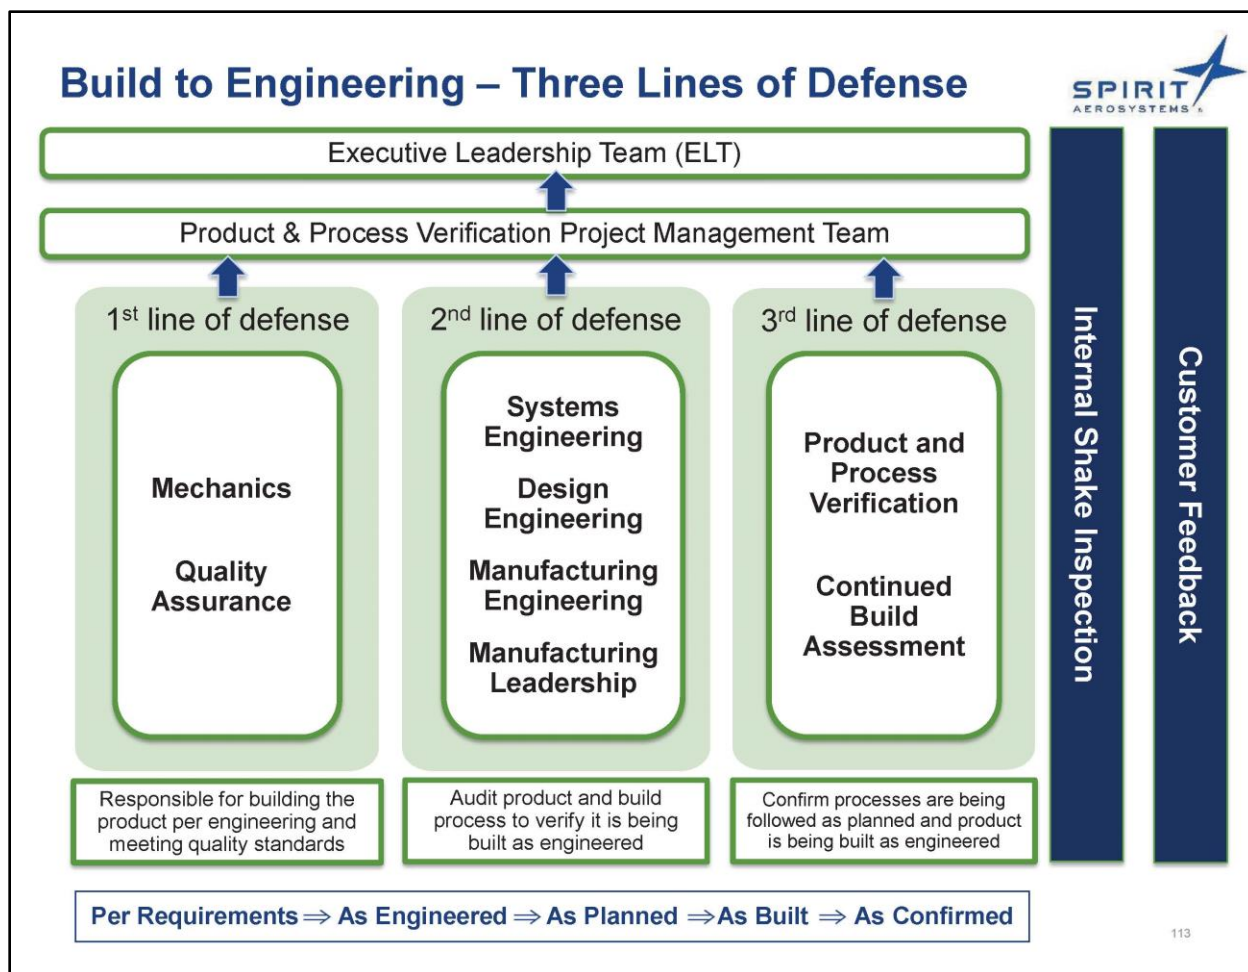 Build to Engineering – Three Lines of Defense
SPIRIT
AEROSYSTEMS
Executive Leadership Team (ELT)
Product & Process Verification Project Management Team
1st line of defense
Mechanics
Quality
Assurance
Responsible for building the
product per engineering and
meeting quality standards
2nd line of defense
Systems
Engineering
Design
Engineering
Manufacturing
Engineering
Manufacturing
Leadership
Audit product and build
process to verify it is being
built as engineered
3rd line of defense
Product and
Process
Verification
Continued
Build
Assessment
Confirm processes are being
followed as planned and product
is being built as engineered
Internal Shake Inspection
Customer Feedback
Per Requirements ⇒ As Engineered ⇒ As Planned ⇒As Built ⇒ As Confirmed
113